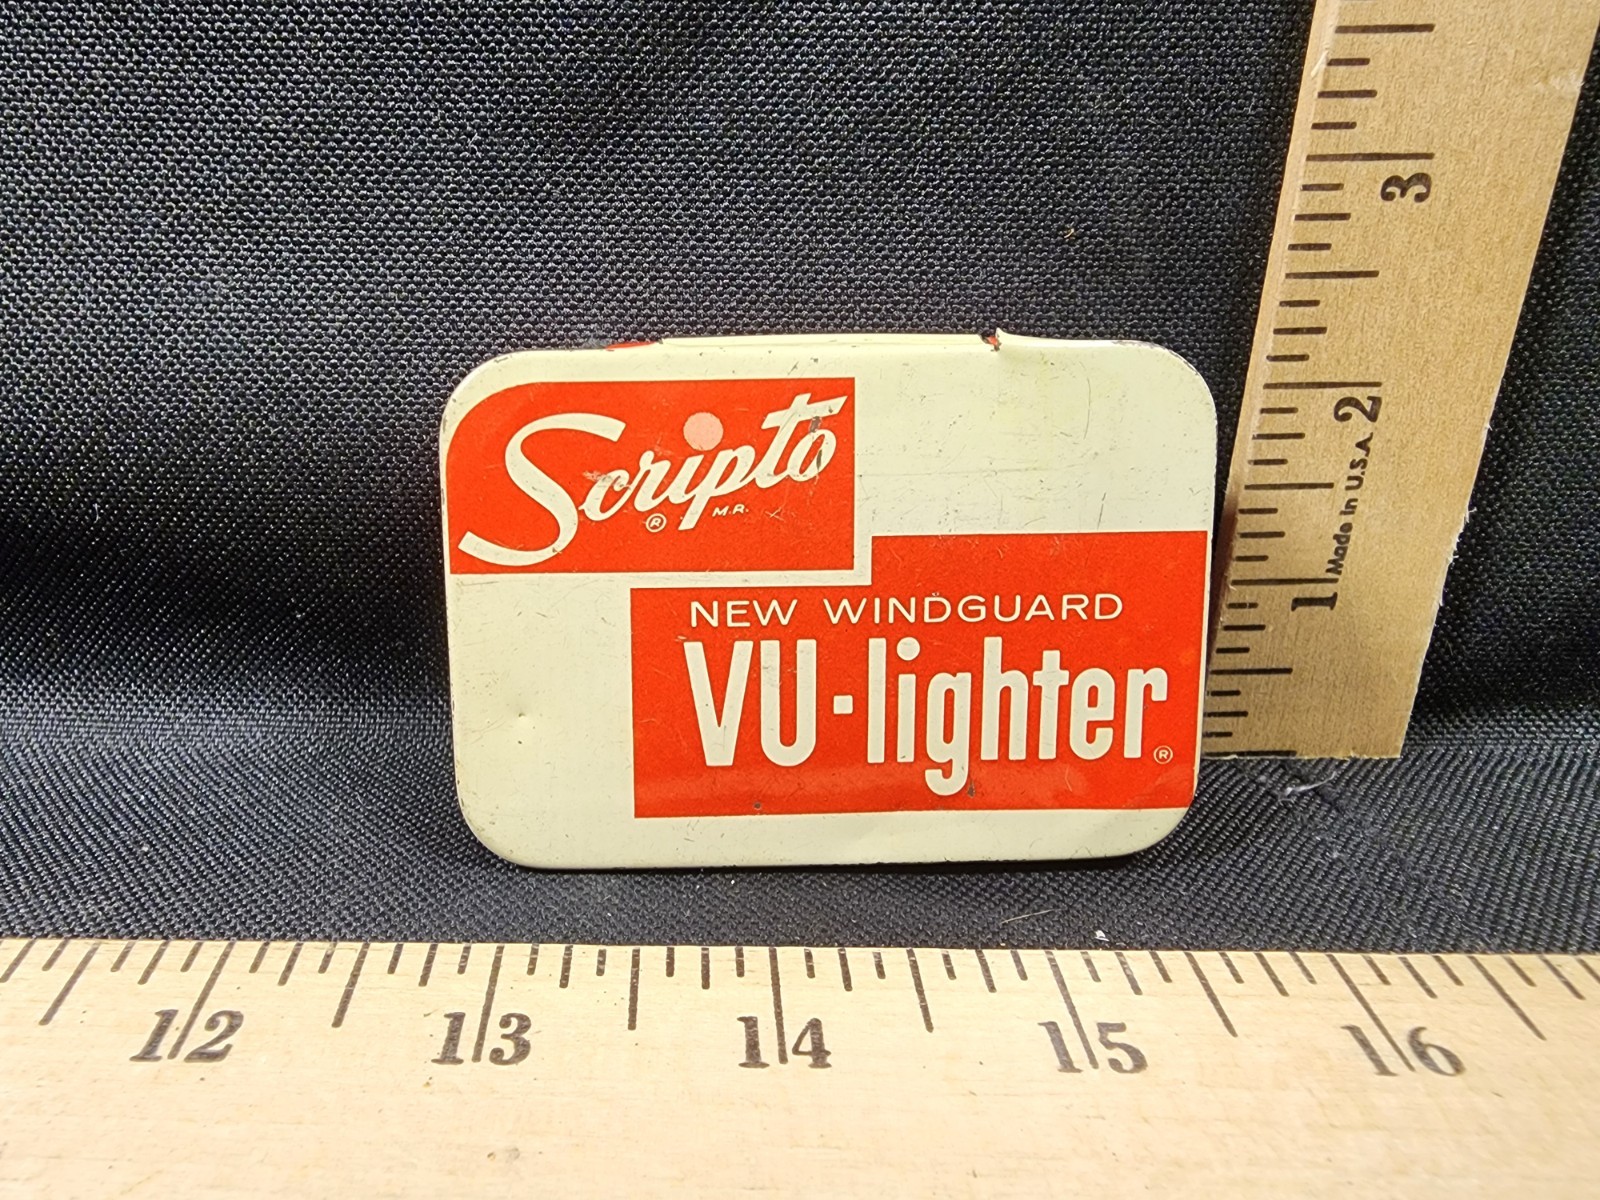 Scripto
® M.R.
NEW WINDGUARD
VU-lighter®
3
2
Made in U.S.A.
1
12 13 14 15 16